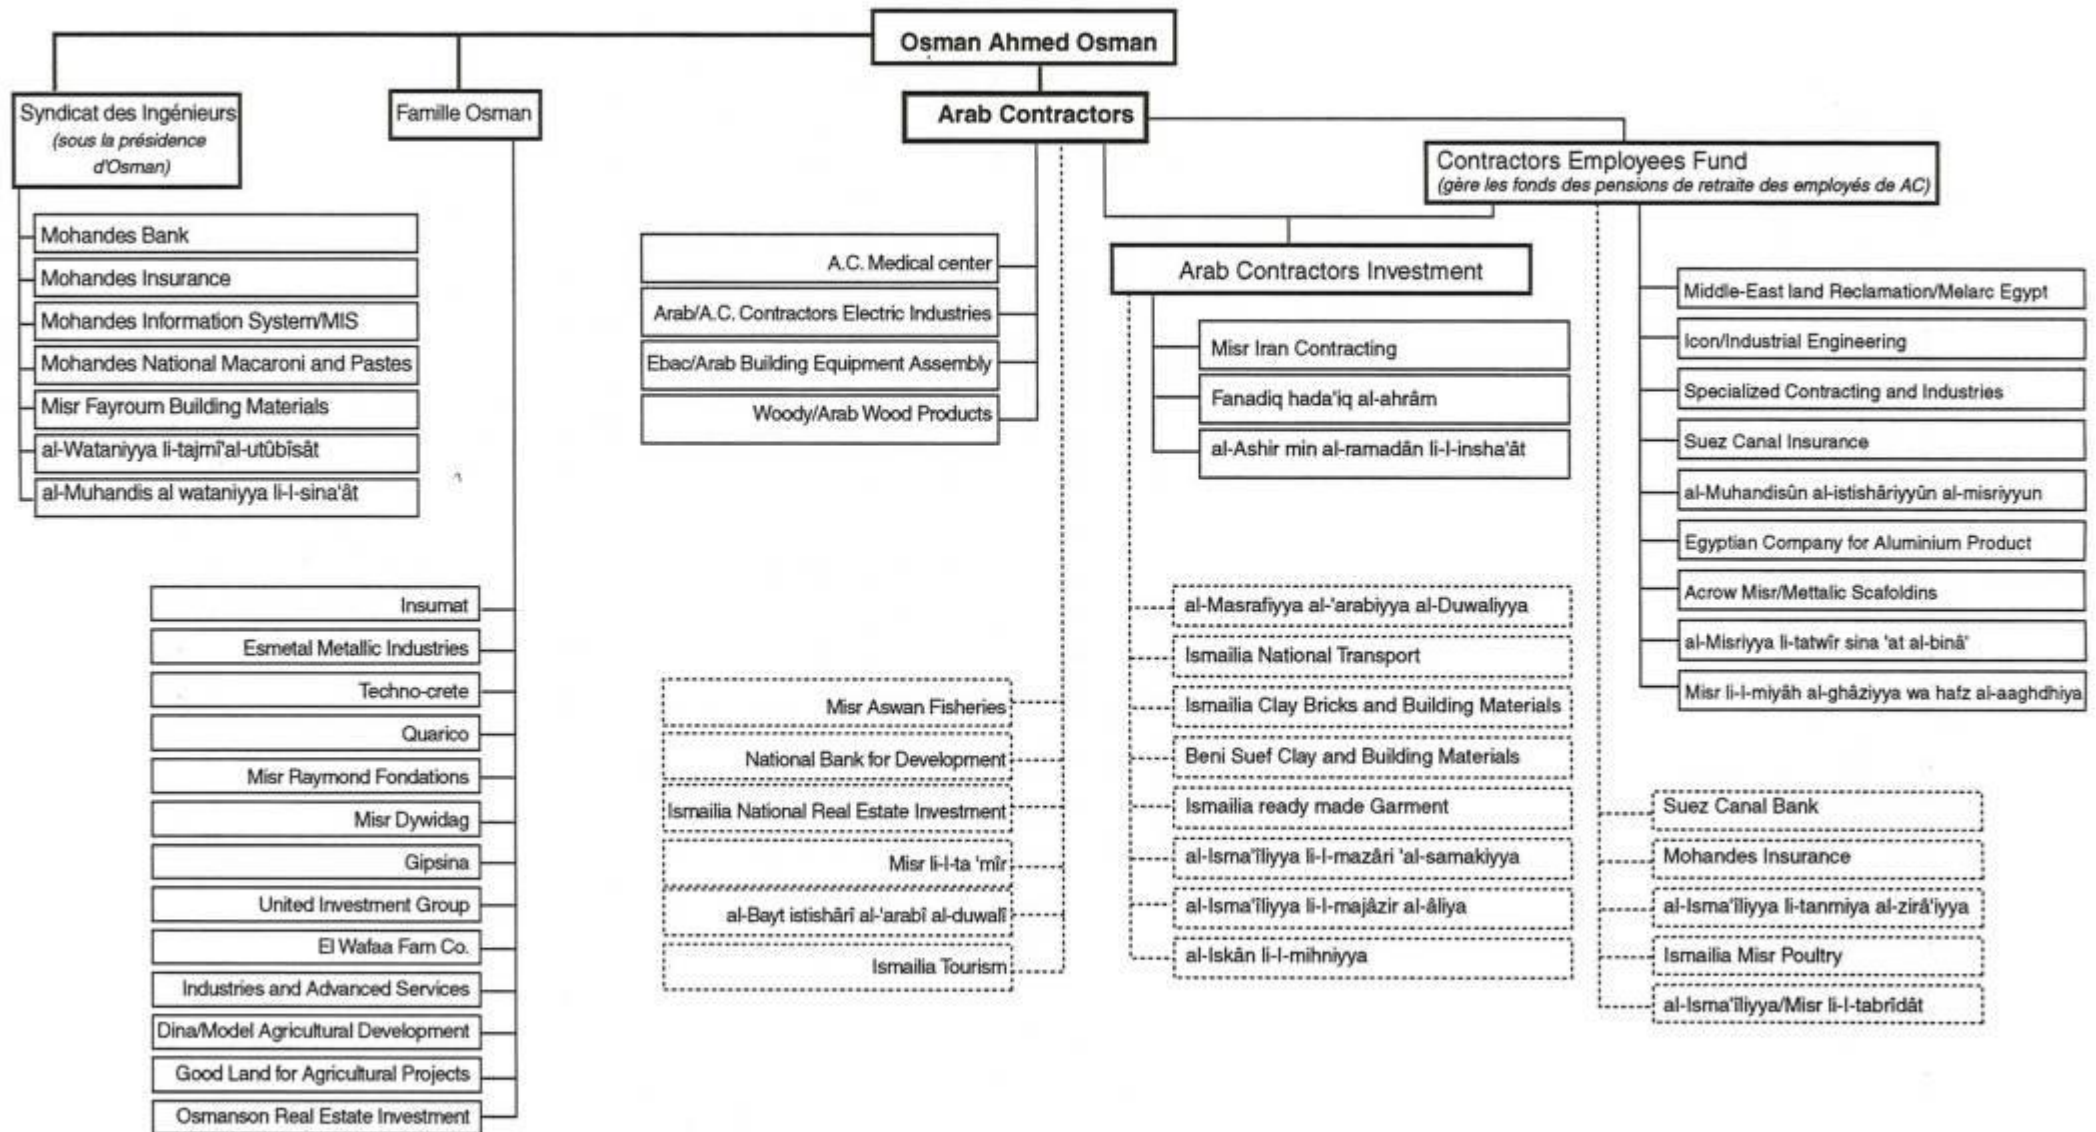 Osman Ahmed Osman
Syndicat des Ingénieurs
(sous la présidence
d'Osman)
Famille Osman
Arab Contractors
Contractors Employees Fund
(gère les fonds des pensions de retraite des employés de AC)
Mohandes Bank
Mohandes Insurance
Mohandes Information System/MIS
Mohandes National Macaroni and Pastes
Misr Fayroum Building Materials
al-Wataniyya li-tajmî'al-utûbîsât
al-Muhandis al wataniyya li-l-sina'ât
Insumat
Esmetal Metallic Industries
Techno-crete
Quarico
Misr Raymond Fondations
Misr Dywidag
Gipsina
United Investment Group
El Wafaa Fam Co.
Industries and Advanced Services
Dina/Model Agricultural Development
Good Land for Agricultural Projects
Osmanson Real Estate Investment
A.C. Medical center
Arab/A.C. Contractors Electric Industries
Ebac/Arab Building Equipment Assembly
Woody/Arab Wood Products
Misr Aswan Fisheries
National Bank for Development
Ismailia National Real Estate Investment
Misr li-l-ta 'mîr
al-Bayt istishârî al-'arabî al-duwalî
Ismailia Tourism
Arab Contractors Investment
Misr Iran Contracting
Fanadiq hada'iq al-ahrâm
al-Ashir min al-ramadân li-l-insha'ât
al-Masrafiyya al-'arabiyya al-Duwaliyya
Ismailia National Transport
Ismailia Clay Bricks and Building Materials
Beni Suef Clay and Building Materials
Ismailia ready made Garment
al-Isma'îliyya li-l-mazâri 'al-samakiyya
al-Isma'îliyya li-l-majâzir al-âliya
al-Iskân li-l-mihniyya
Middle-East land Reclamation/Melarc Egypt
Icon/Industrial Engineering
Specialized Contracting and Industries
Suez Canal Insurance
al-Muhandisûn al-istishâriyyûn al-misriyyun
Egyptian Company for Aluminium Product
Acrow Misr/Mettalic Scafoldins
al-Misriyya li-tatwîr sina 'at al-binâ'
Misr li-l-miyâh al-ghâziyya wa hafz al-aaghdhiya
Suez Canal Bank
Mohandes Insurance
al-Isma'îliyya li-tanmiya al-zirâ'iyya
Ismailia Misr Poultry
al-Isma'îliyya/Misr li-l-tabrîdât